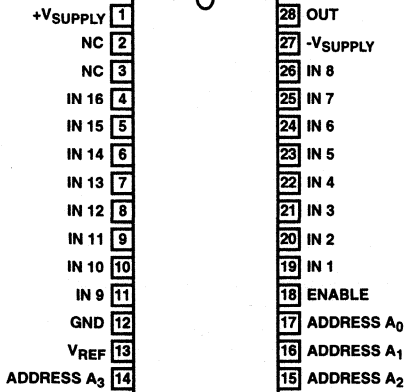 +VSUPPLY 1 28 OUT
NC 2 27 -VSUPPLY
NC 3 26 IN 8
IN 16 4 25 IN 7
IN 15 5 24 IN 6
IN 14 6 23 IN 5
IN 13 7 22 IN 4
IN 12 8 21 IN 3
IN 11 9 20 IN 2
IN 10 10 19 IN 1
IN 9 11 18 ENABLE
GND 12 17 ADDRESS A0
VREF 13 16 ADDRESS A1
ADDRESS A3 14 15 ADDRESS A2